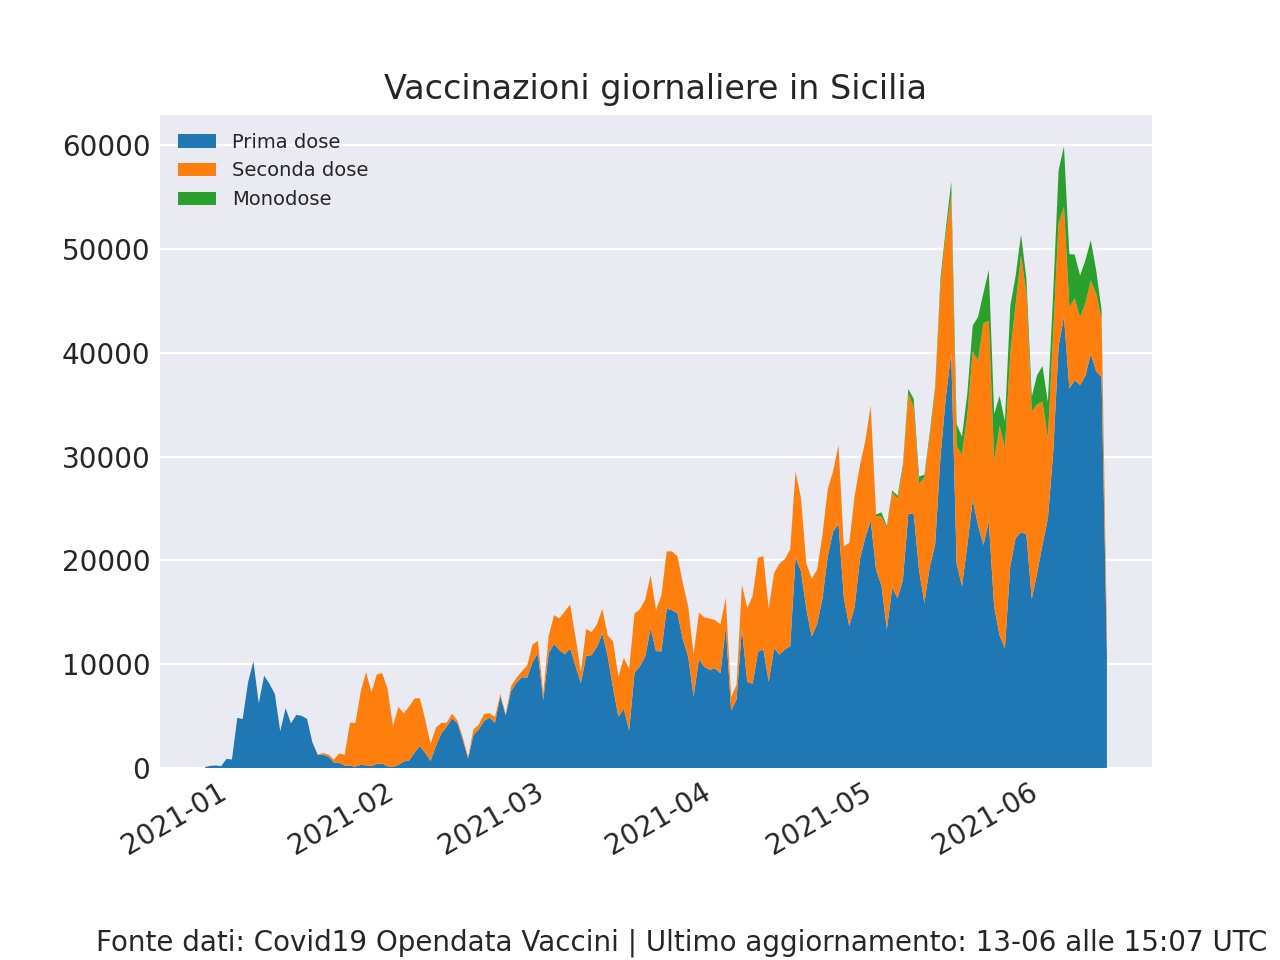 Vaccinazioni giornaliere in Sicilia
Prima dose
Seconda dose
Monodose
60000
50000
40000
30000
20000
10000
0
2021-01
2021-02
2021-03
2021-04
2021-05
2021-06
Fonte dati: Covid19 Opendata Vaccini | Ultimo aggiornamento: 13-06 alle 15:07 UTC